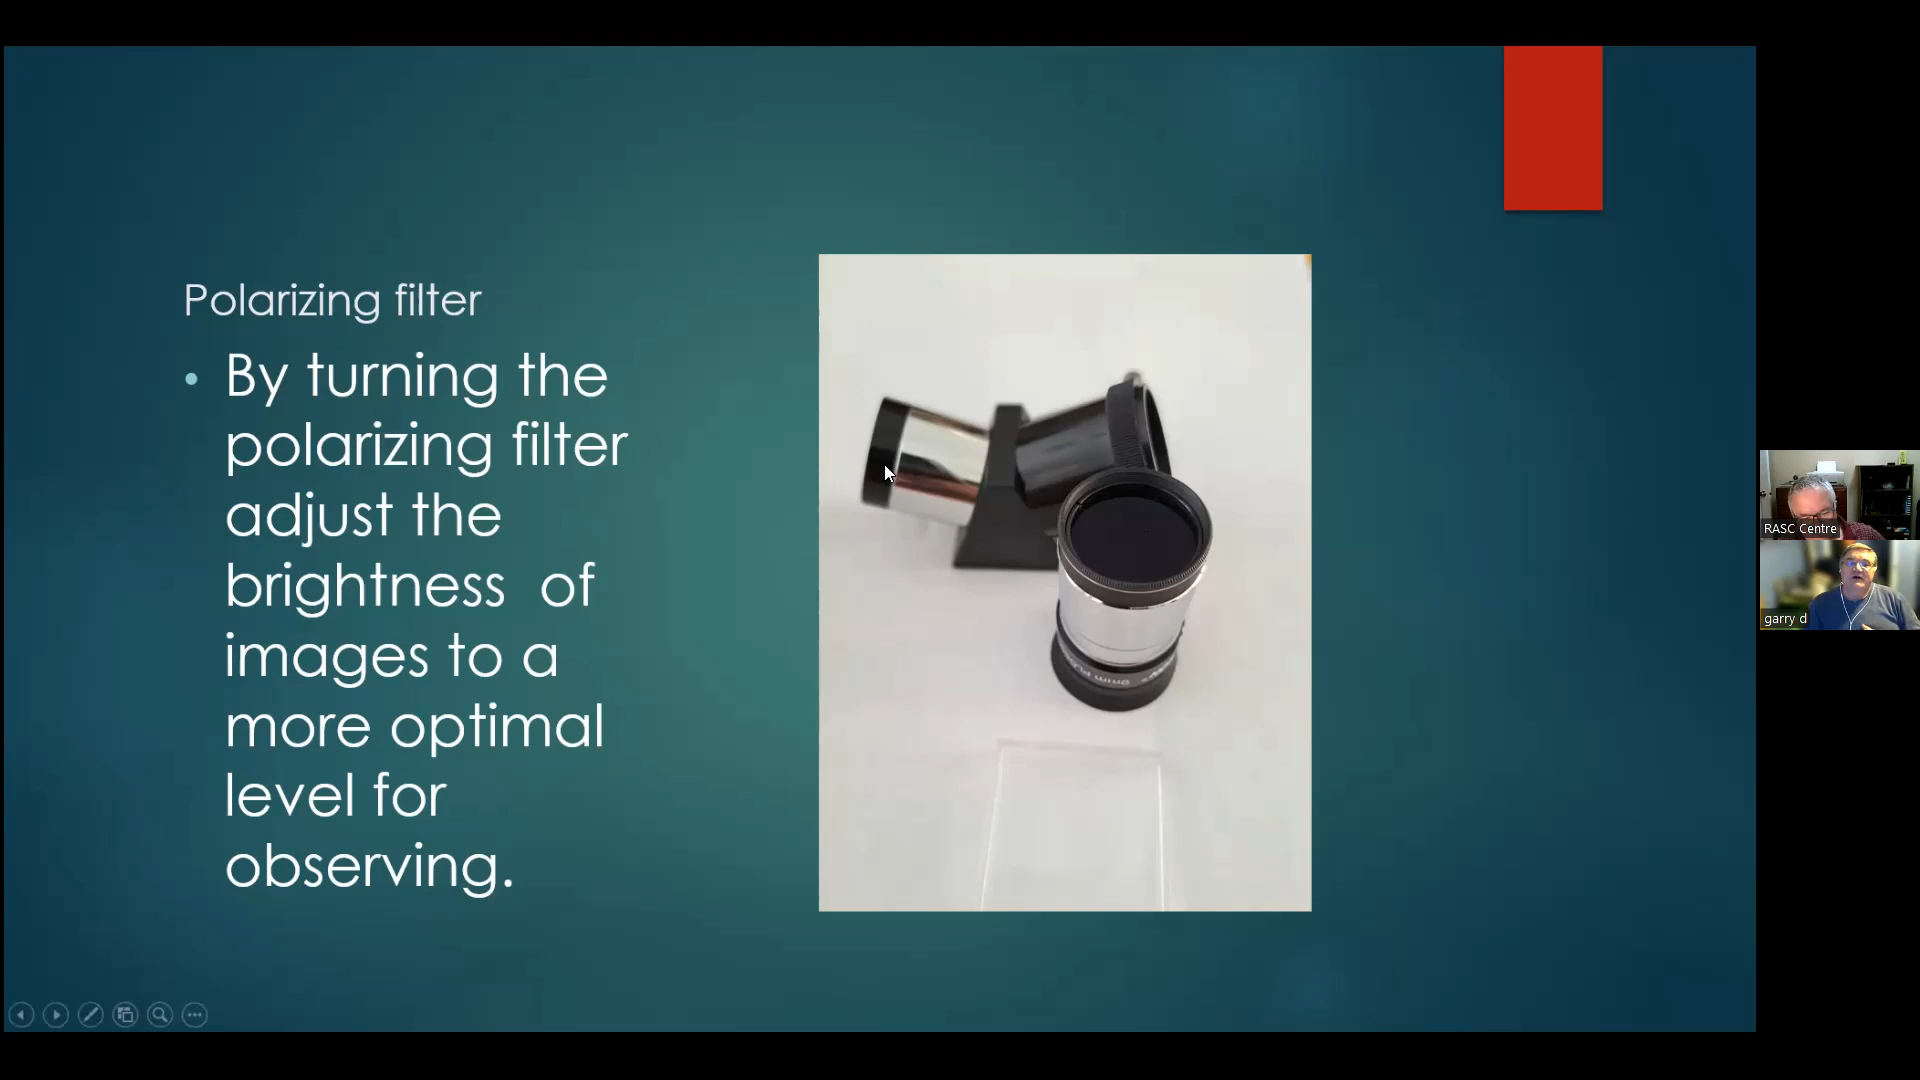 Polarizing filter
• By turning the
polarizing filter
adjust the
brightness  of
images to a
more optimal
level for
observing.
RASC Centre
garry d